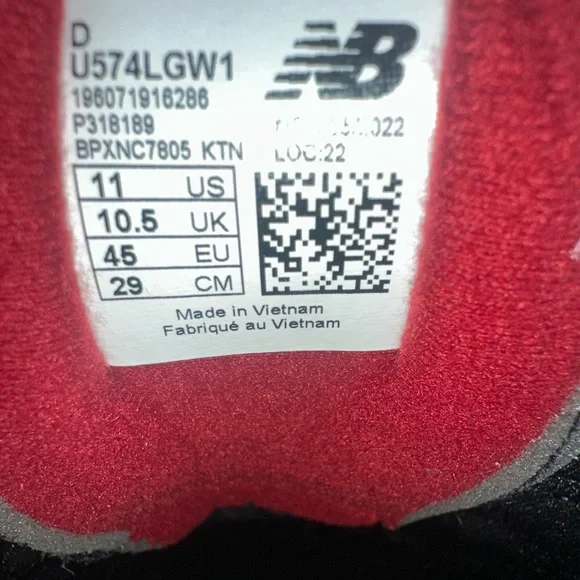 D
NB
U574LGW1
196071916286
P318189
BPXNC7805 KTN
LOC:22
11 US
10.5 UK
45 EU
29 CM
Made in Vietnam
Fabriqué au Vietnam